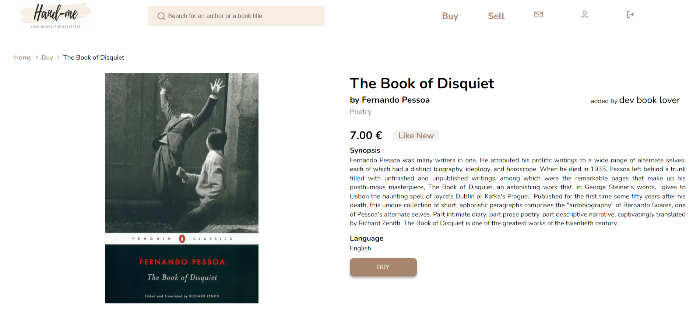 Hand-me
Search for an author or a book title
Buy
Sell
Home > Buy > The Book of Disquiet
PENGUIN CLASSICS
FERNANDO PESSOA
The Book of Disquiet
Edited and Translated by RICHARD ZENITH
The Book of Disquiet
by Fernando Pessoa
added by dev book lover
Poetry
7.00 €
Like New
Synopsis
Fernando Pessoa was many writers in one. He attributed his prolific writings to a wide range of alternate selves,
each of which had a distinct biography, ideology, and horoscope. When he died in 1935, Pessoa left behind a trunk
filled with unfinished and unpublished writings, among which were the remarkable pages that make up his
posthumous masterpiece, The Book of Disquiet, an astonishing work that, in George Steiner's words, "gives to
Lisbon the haunting spell of Joyce's Dublin or Kafka's Prague." Published for the first time some fifty years after his
death, this unique collection of short, aphoristic paragraphs comprises the "autobiography" of Bernardo Soares, one
of Pessoa's alternate selves. Part intimate diary, part prose poetry, part descriptive narrative, captivatingly translated
by Richard Zenith, The Book of Disquiet is one of the greatest works of the twentieth century.
Language
English
BUY